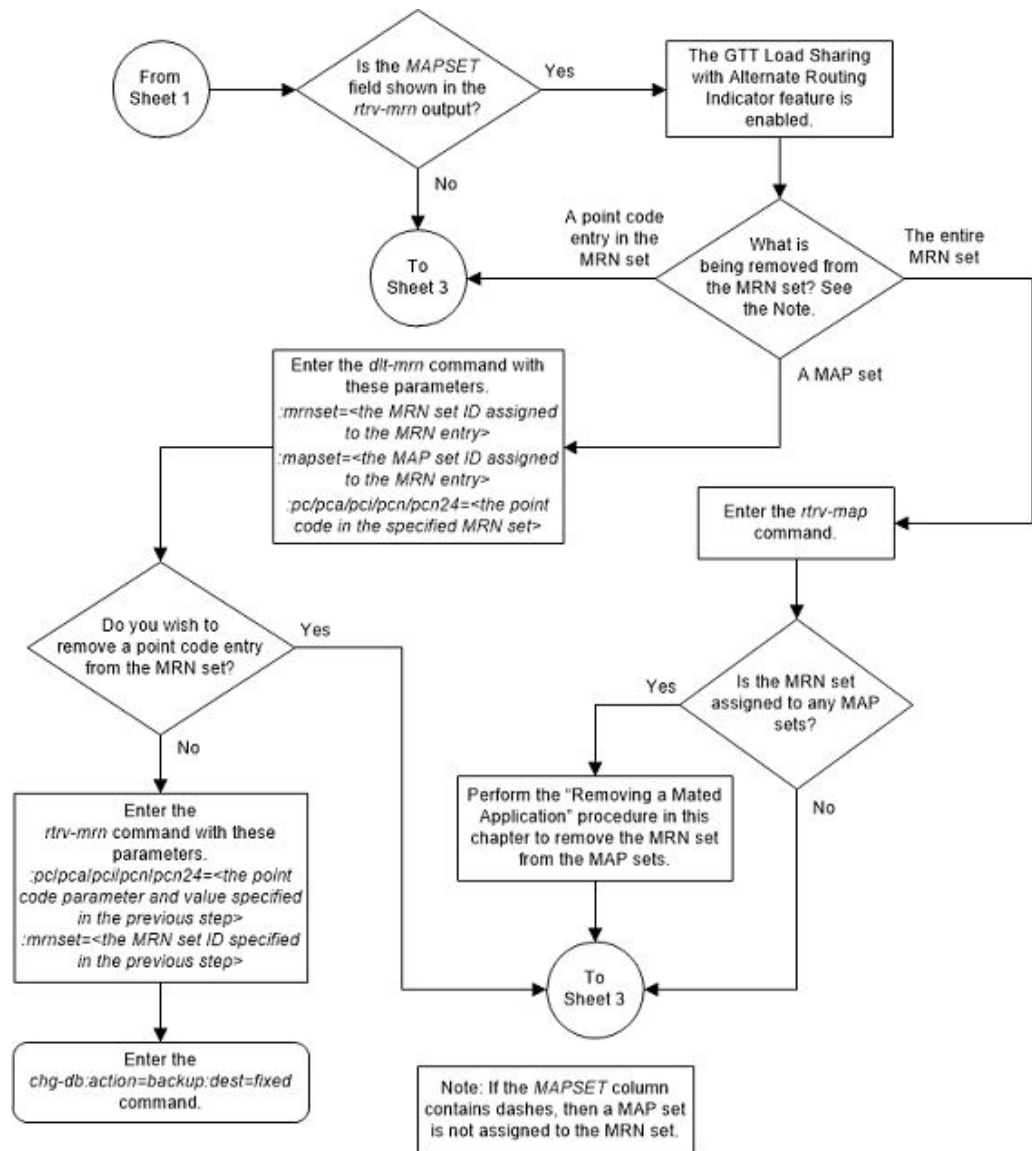 From
Sheet 1
Is the MAPSET
field shown in the
rtrv-mrn output?
Yes
The GTT Load Sharing
with Alternate Routing
Indicator feature is
enabled.
No
To
Sheet 3
A point code
entry in the
MRN set
What is
being removed from
the MRN set? See
the Note.
The entire
MRN set
A MAP set
Enter the dlt-mrn command with
these parameters.
:mrnset=<the MRN set ID assigned
to the MRN entry>
:mapset=<the MAP set ID assigned
to the MRN entry>
:pc/pca/pci/pcn/pcn24=<the point
code in the specified MRN set>
Enter the rtrv-map
command.
Do you wish to
remove a point code entry
from the MRN set?
Yes
Is the MRN set
assigned to any MAP
sets?
Yes
No
No
Enter the
rtrv-mrn command with these
parameters.
:pc/pca/pci/pcn/pcn24=<the point
code parameter and value specified
in the previous step>
:mrnset=<the MRN set ID specified
in the previous step>
Perform the “Removing a Mated
Application” procedure in this
chapter to remove the MRN set
from the MAP sets.
To
Sheet 3
Enter the
chg-db:action=backup:dest=fixed
command.
Note: If the MAPSET column
contains dashes, then a MAP set
is not assigned to the MRN set.